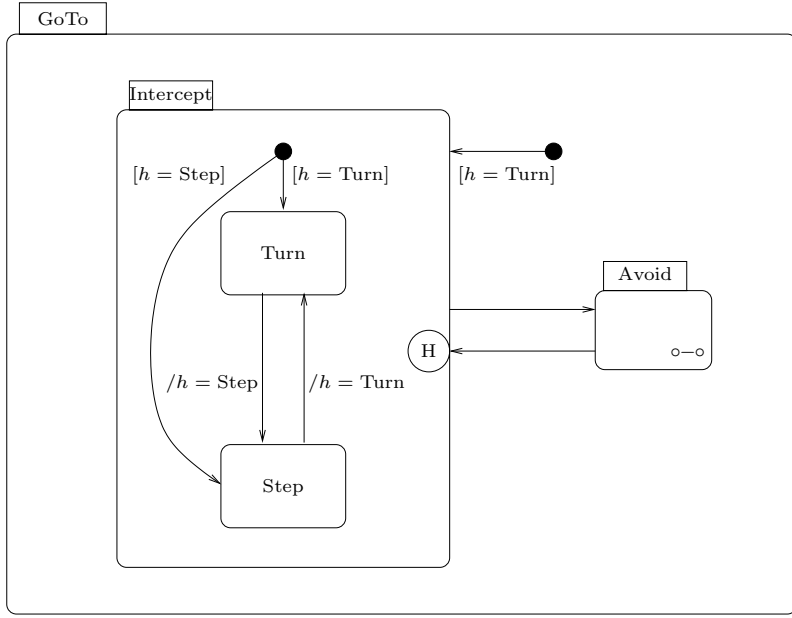 GoTo
Intercept
[h = Step]
[h = Turn]
[h = Turn]
Turn
Avoid
H
/h = Step
/h = Turn
Step